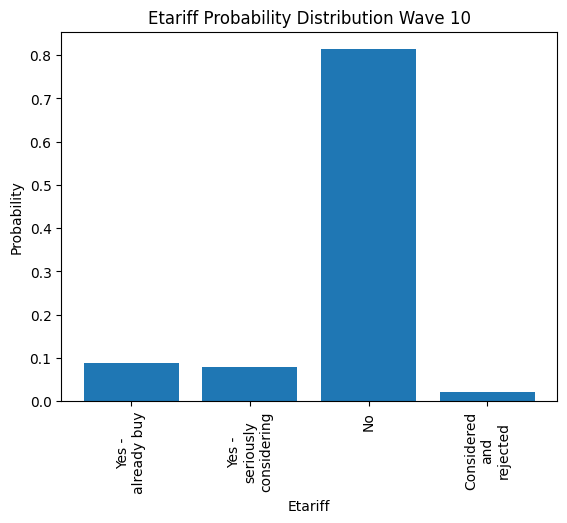 Etariff Probability Distribution Wave 10
Probability
0.8
0.7
0.6
0.5
0.4
0.3
0.2
0.1
0.0
Yes -
already buy
Yes -
seriously
considering
No
Considered
and
rejected
Etariff